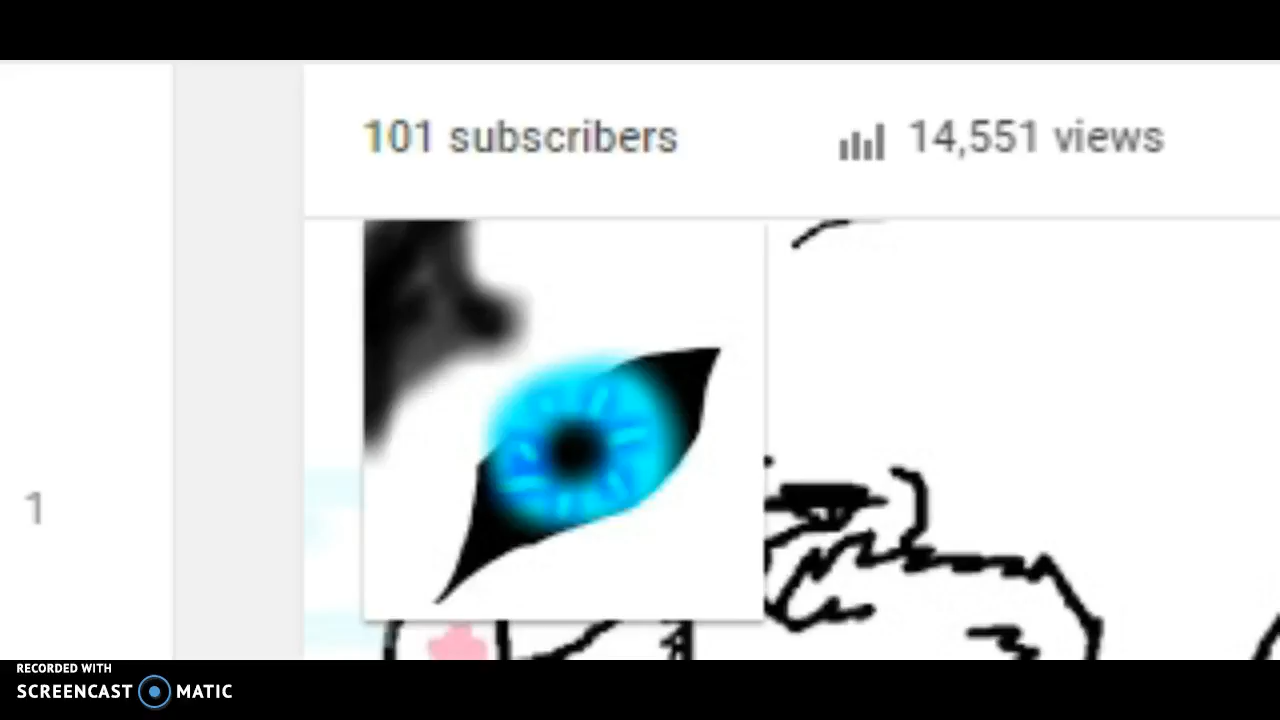 101 subscribers
14,551 views
1
RECORDED WITH
SCREENCAST MATIC